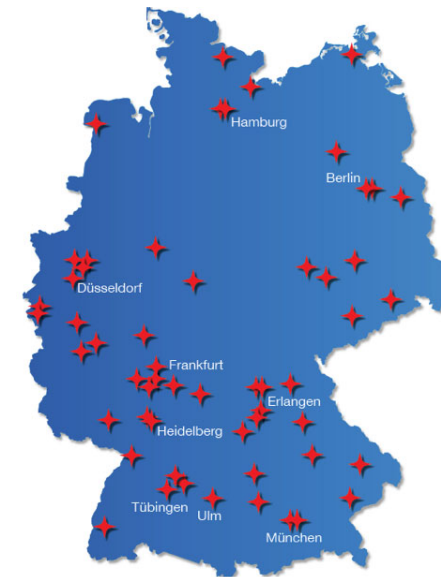 Hamburg
Berlin
Düsseldorf
Frankfurt
Erlangen
Heidelberg
Tübingen
Ulm
München